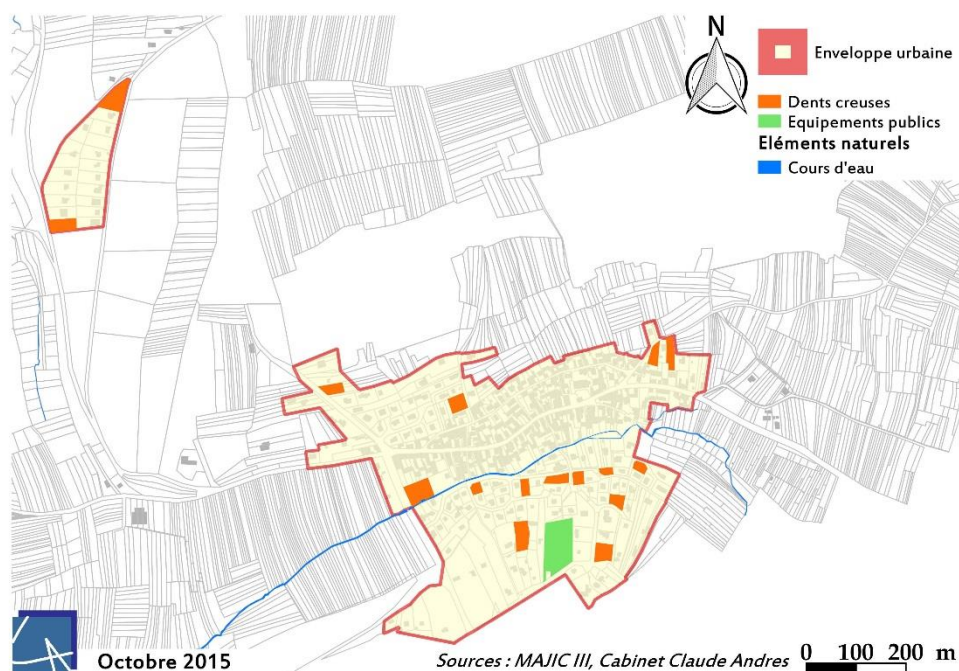 N
Enveloppe urbaine
Dents creuses
Equipements publics
Eléments naturels
Cours d'eau
Octobre 2015
Sources : MAJIC III, Cabinet Claude Andres
0 100 200 m